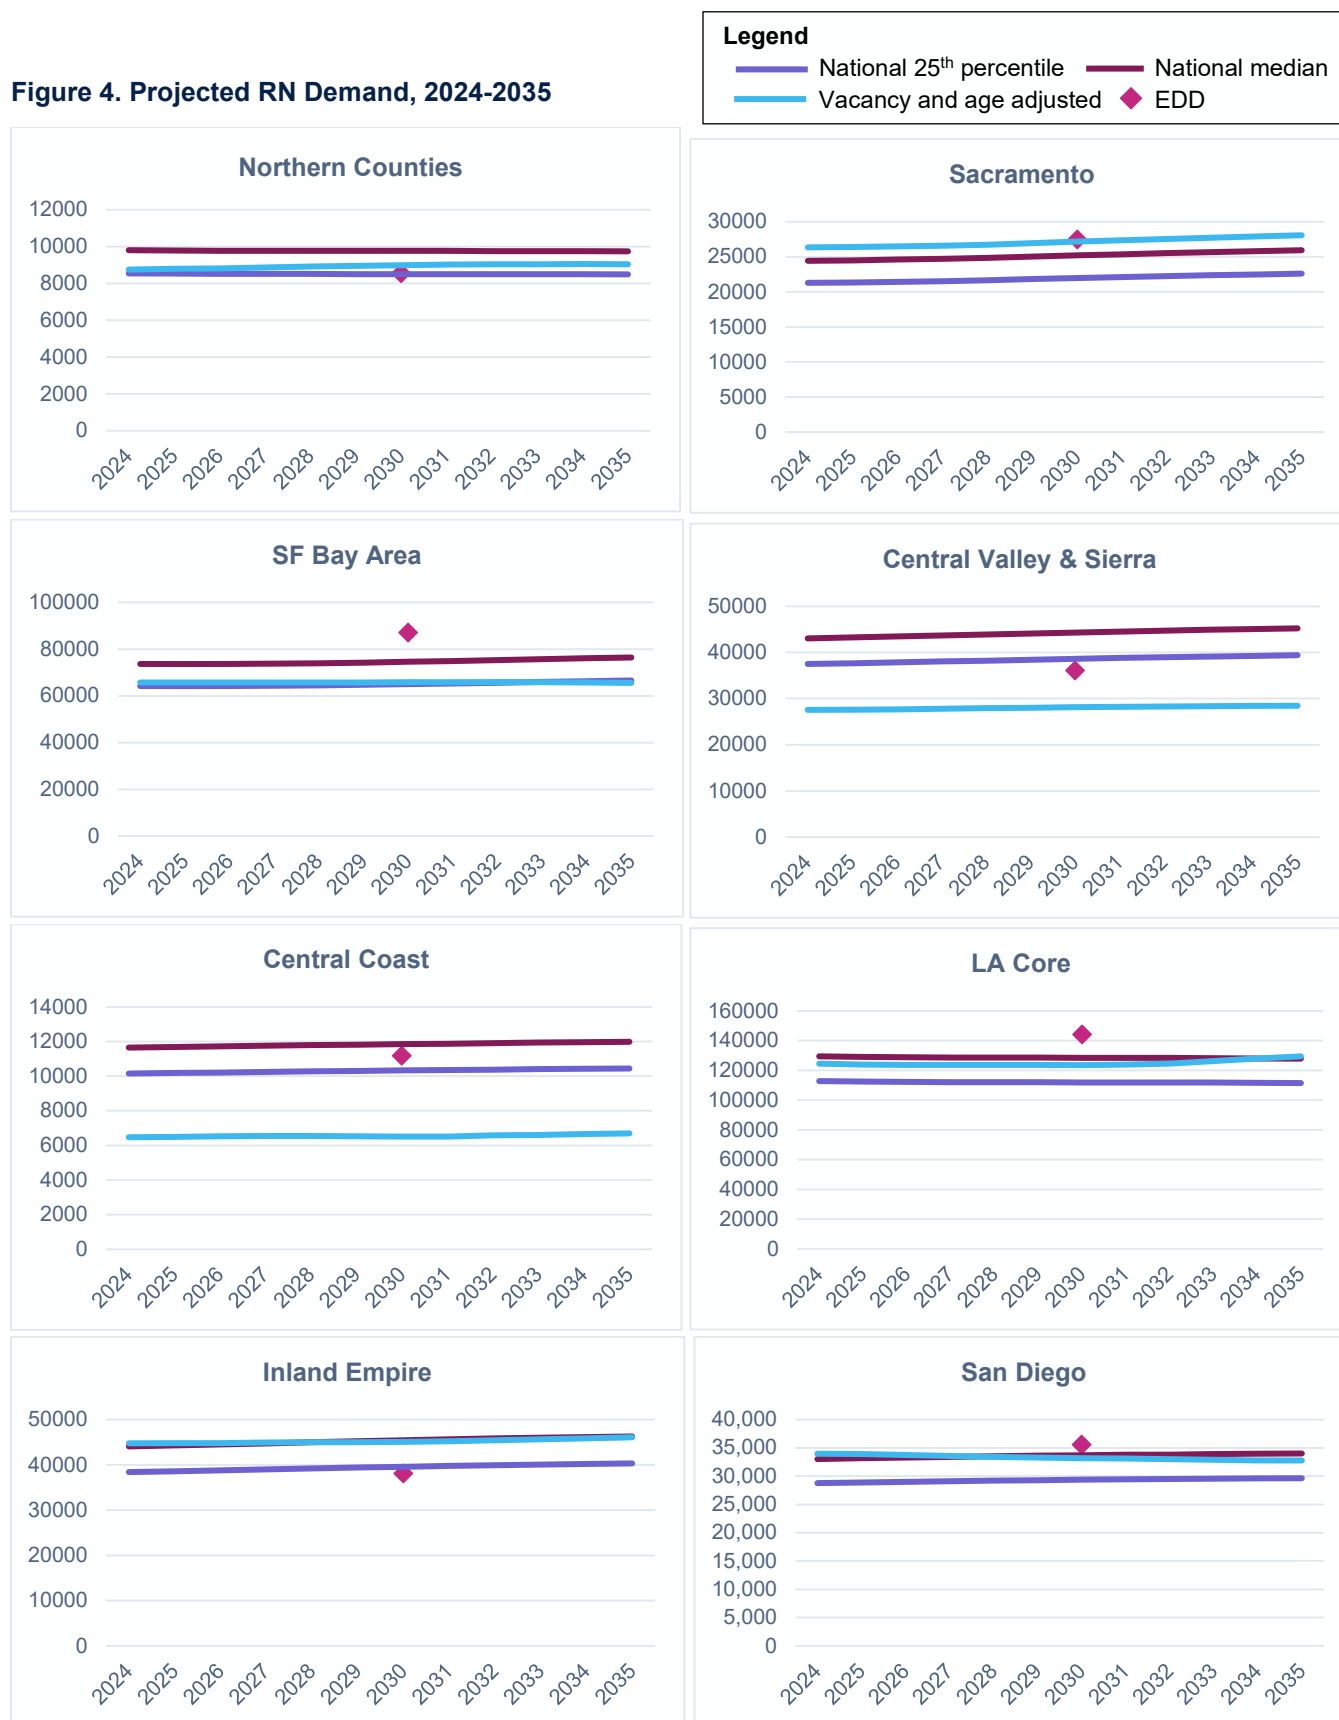 Legend
National 25th percentile National median
Vacancy and age adjusted EDD
Figure 4. Projected RN Demand, 2024-2035
Northern Counties
12000
10000
8000
6000
4000
2000
0
2024 2025 2026 2027 2028 2029 2030 2031 2032 2033 2034 2035
Sacramento
30000
25000
20000
15000
10000
5000
0
2024 2025 2026 2027 2028 2029 2030 2031 2032 2033 2034 2035
SF Bay Area
100000
80000
60000
40000
20000
0
2024 2025 2026 2027 2028 2029 2030 2031 2032 2033 2034 2035
Central Valley & Sierra
50000
40000
30000
20000
10000
0
2024 2025 2026 2027 2028 2029 2030 2031 2032 2033 2034 2035
Central Coast
14000
12000
10000
8000
6000
4000
2000
0
2024 2025 2026 2027 2028 2029 2030 2031 2032 2033 2034 2035
LA Core
160000
140000
120000
100000
80000
60000
40000
20000
0
2024 2025 2026 2027 2028 2029 2030 2031 2032 2033 2034 2035
Inland Empire
50000
40000
30000
20000
10000
0
2024 2025 2026 2027 2028 2029 2030 2031 2032 2033 2034 2035
San Diego
40,000
35,000
30,000
25,000
20,000
15,000
10,000
5,000
0
2024 2025 2026 2027 2028 2029 2030 2031 2032 2033 2034 2035